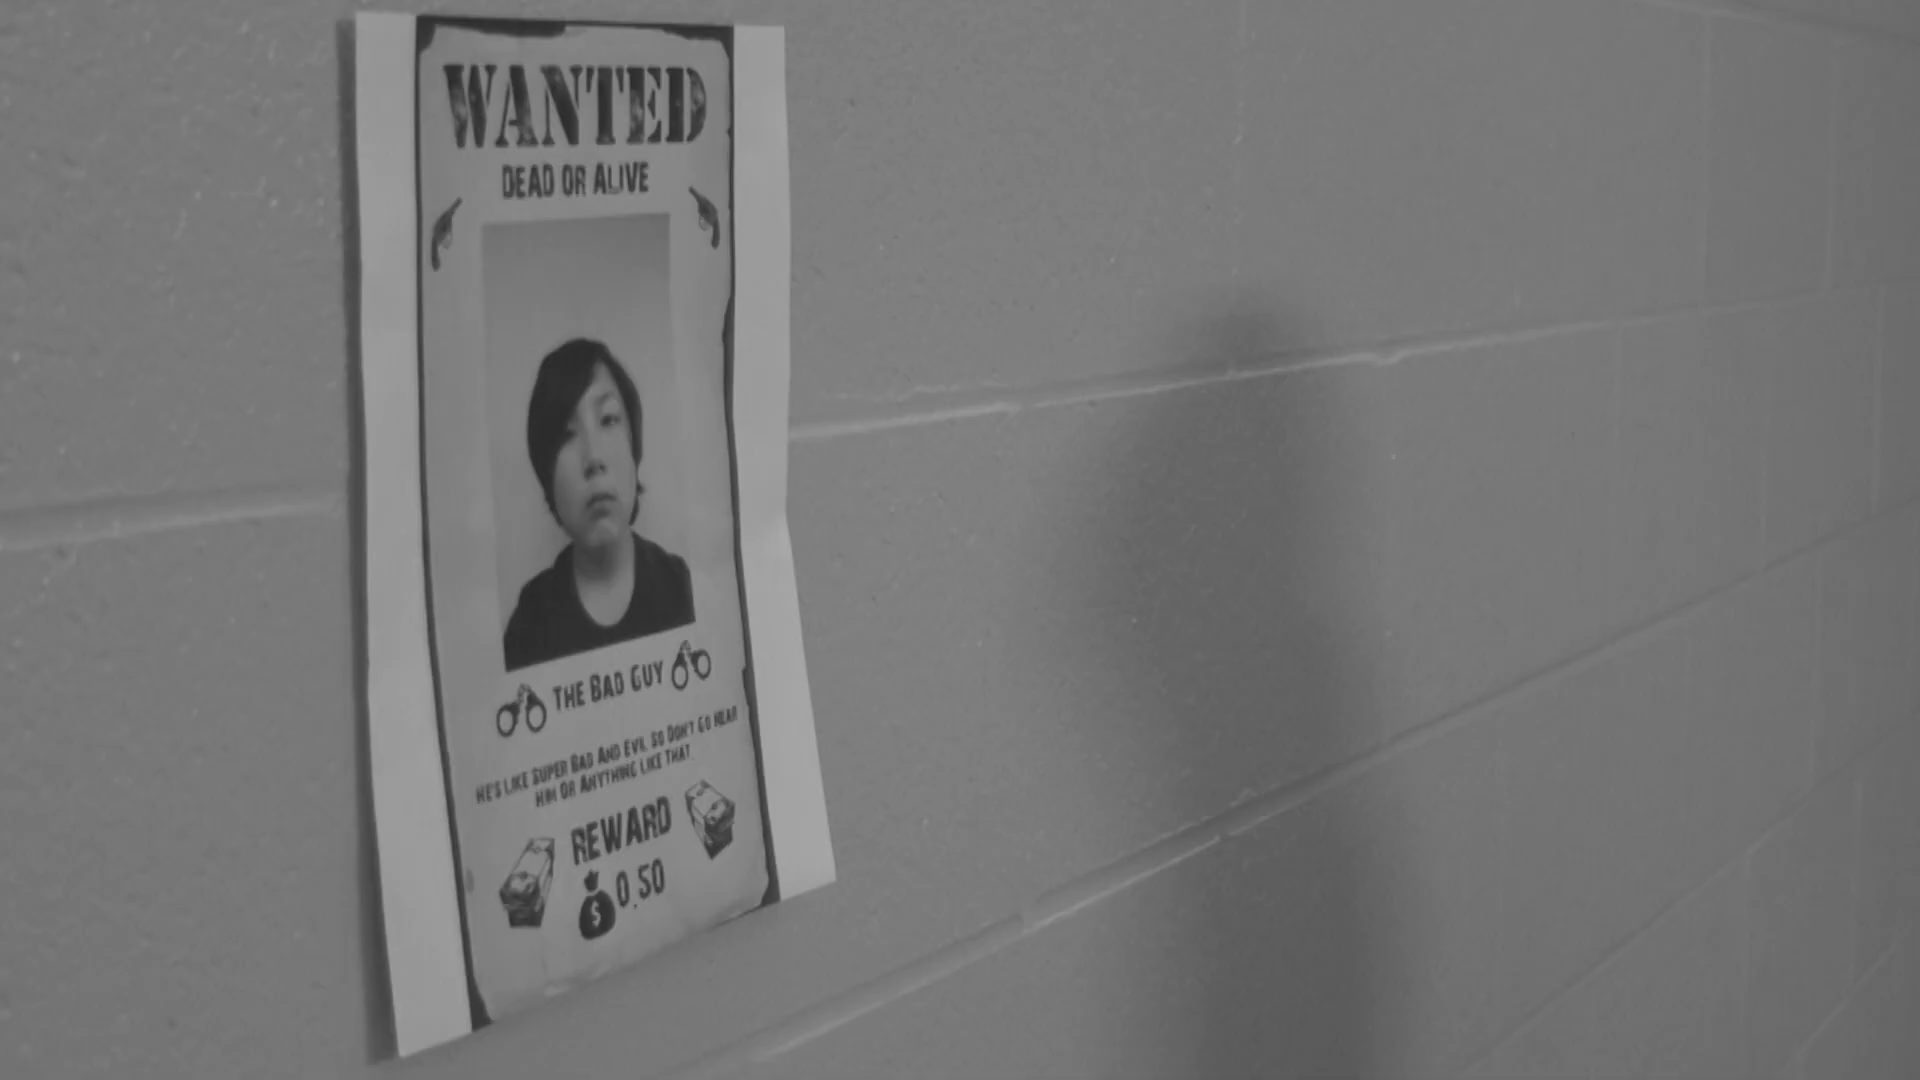 WANTED
DEAD OR ALIVE
THE BAD GUY
HE'S LIKE SUPER BAD AND EVIL SO DON'T GO NEAR
HIM OR ANYTHING LIKE THAT.
REWARD
$ 0.50